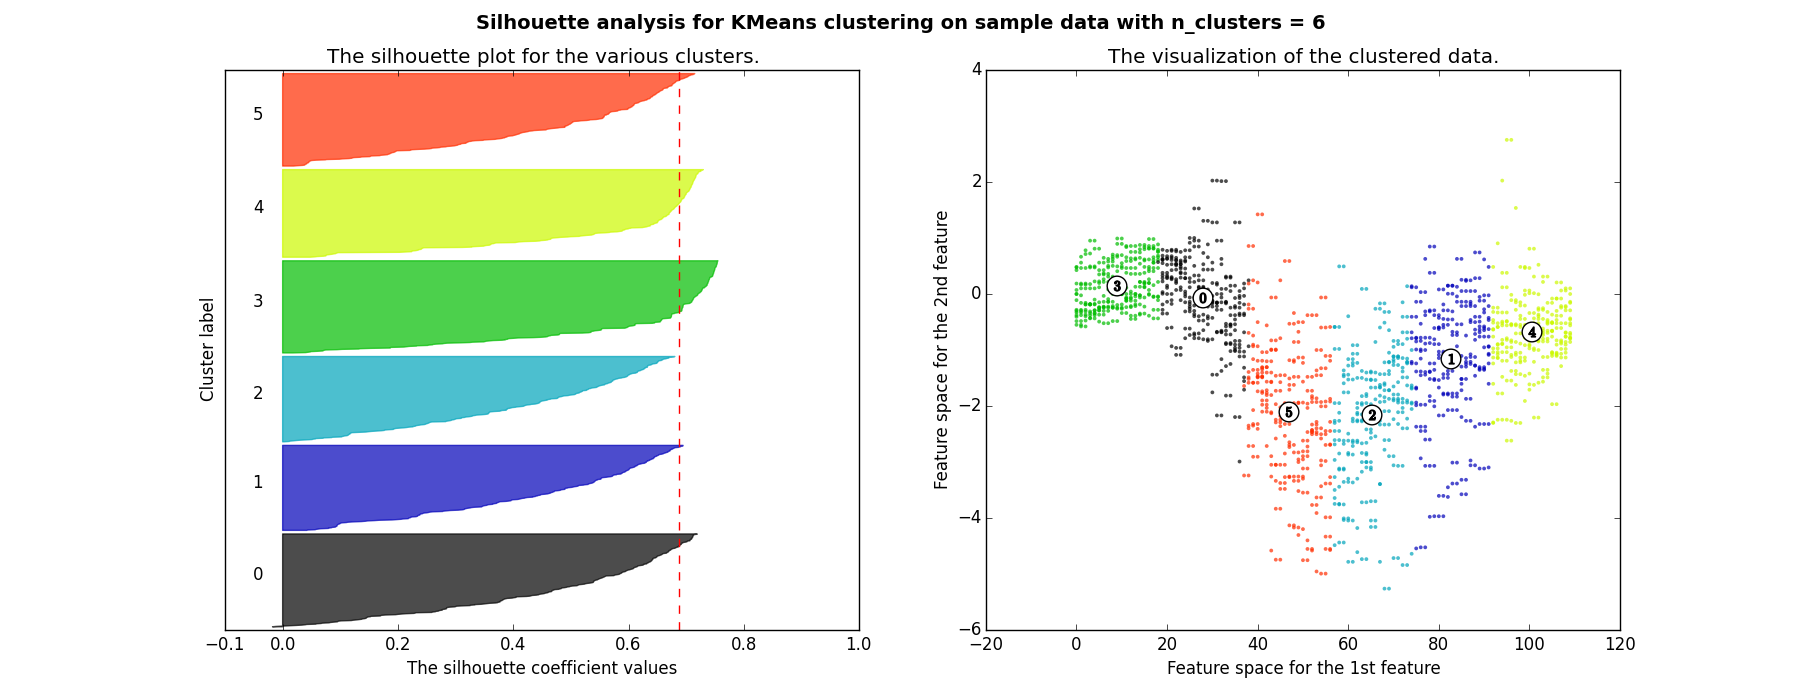 Silhouette analysis for KMeans clustering on sample data with n_clusters = 6
The silhouette plot for the various clusters.
5
4
3
2
1
0
Cluster label
−0.1 0.0 0.2 0.4 0.6 0.8 1.0
The silhouette coefficient values
The visualization of the clustered data.
4
2
0
−2
−4
−6
Feature space for the 2nd feature
3 0 5 2 1 4
−20 0 20 40 60 80 100 120
Feature space for the 1st feature